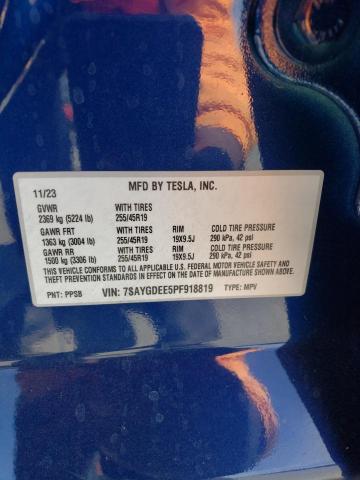 11/23 MFD BY TESLA, INC.
GVWR WITH TIRES
2369 kg (5224 lb) 255/45R19
GAWR FRT WITH TIRES RIM COLD TIRE PRESSURE
1363 kg (3004 lb) 255/45R19 19X9.5J 290 kPa, 42 psi
GAWR RR WITH TIRES RIM COLD TIRE PRESSURE
1500 kg (3306 lb) 255/45R19 19X9.5J 290 kPa, 42 psi
THIS VEHICLE CONFORMS TO ALL APPLICABLE U.S. FEDERAL MOTOR VEHICLE
SAFETY, BUMPER AND THEFT PREVENTION STANDARDS IN EFFECT ON THE DATE
OF MANUFACTURE SHOWN ABOVE.
PNT: PPSB VIN: 7SAYGDEE5PF918819 TYPE: MPV